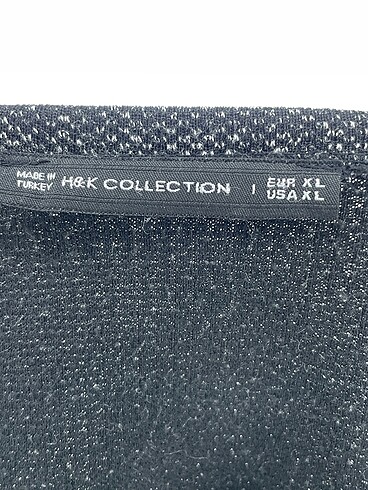 MADE IN
TURKEY
H&K COLLECTION
EUR XL
USA XL